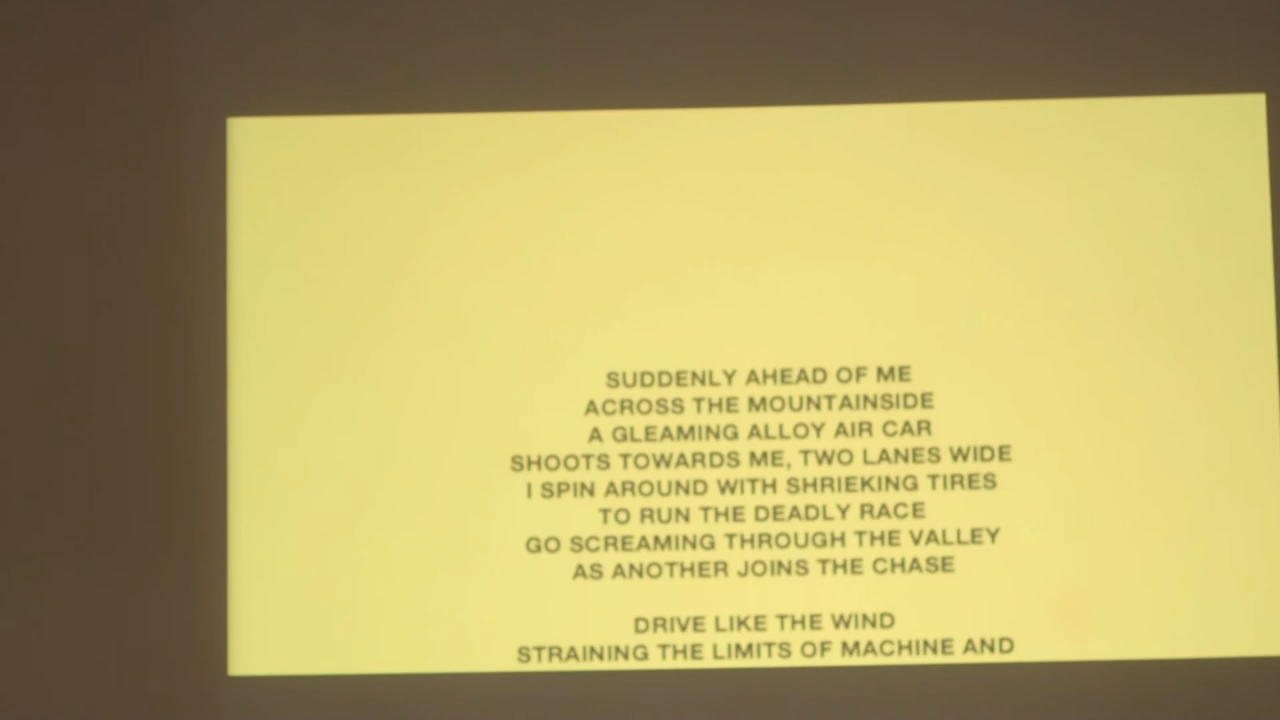 SUDDENLY AHEAD OF ME
ACROSS THE MOUNTAINSIDE
A GLEAMING ALLOY AIR CAR
SHOOTS TOWARDS ME, TWO LANES WIDE
I SPIN AROUND WITH SHRIEKING TIRES
TO RUN THE DEADLY RACE
GO SCREAMING THROUGH THE VALLEY
AS ANOTHER JOINS THE CHASE
DRIVE LIKE THE WIND
STRAINING THE LIMITS OF MACHINE AND